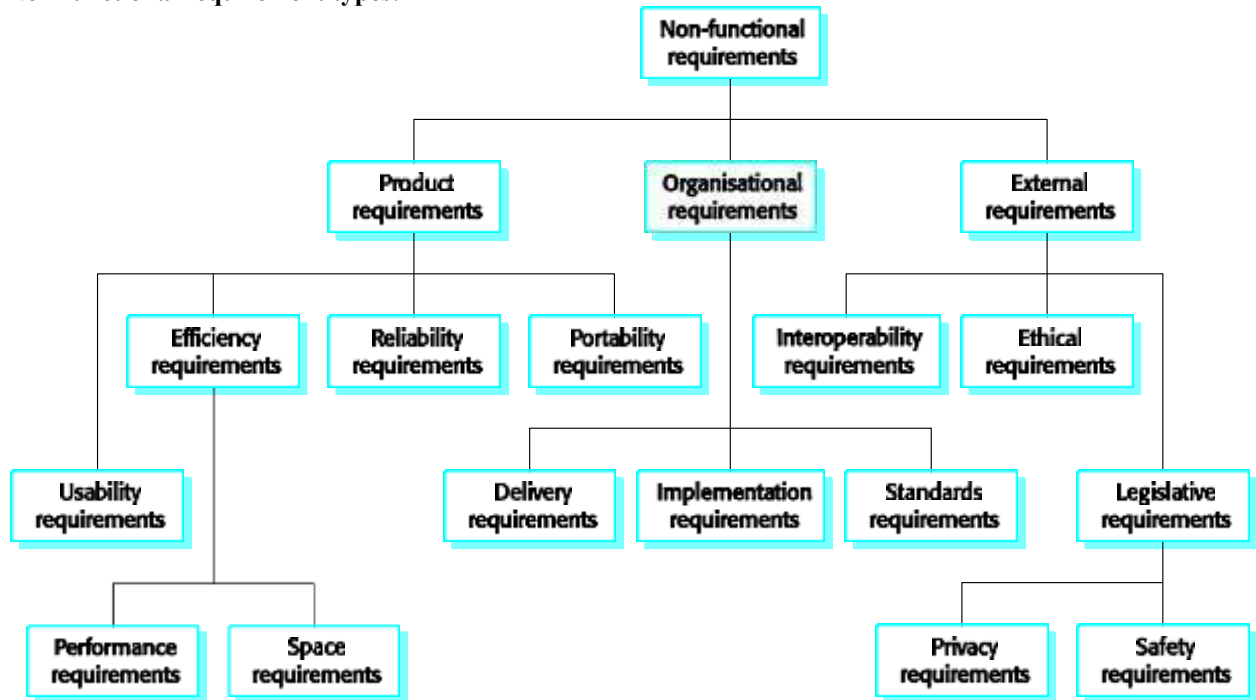 Non-functional
requirements
Product
requirements
Organisational
requirements
External
requirements
Efficiency
requirements
Reliability
requirements
Portability
requirements
Interoperability
requirements
Ethical
requirements
Usability
requirements
Delivery
requirements
Implementation
requirements
Standards
requirements
Legislative
requirements
Performance
requirements
Space
requirements
Privacy
requirements
Safety
requirements